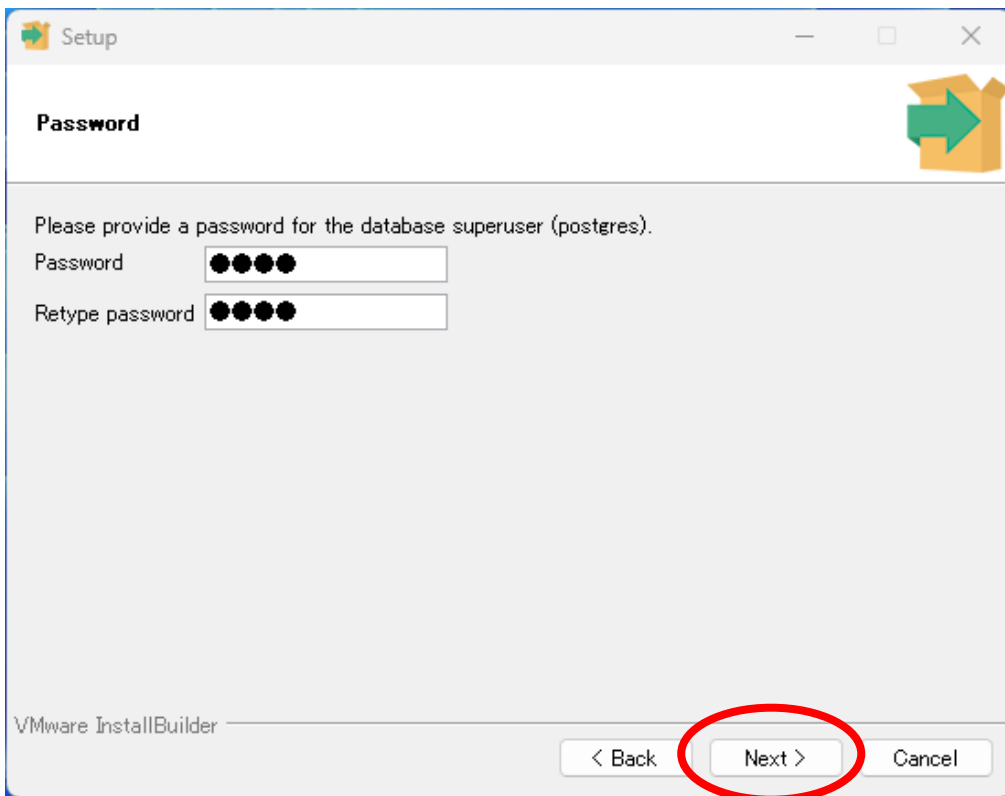 Setup
Password
Please provide a password for the database superuser (postgres).
Password ●●●●
Retype password ●●●●
VMware InstallBuilder
< Back Next > Cancel